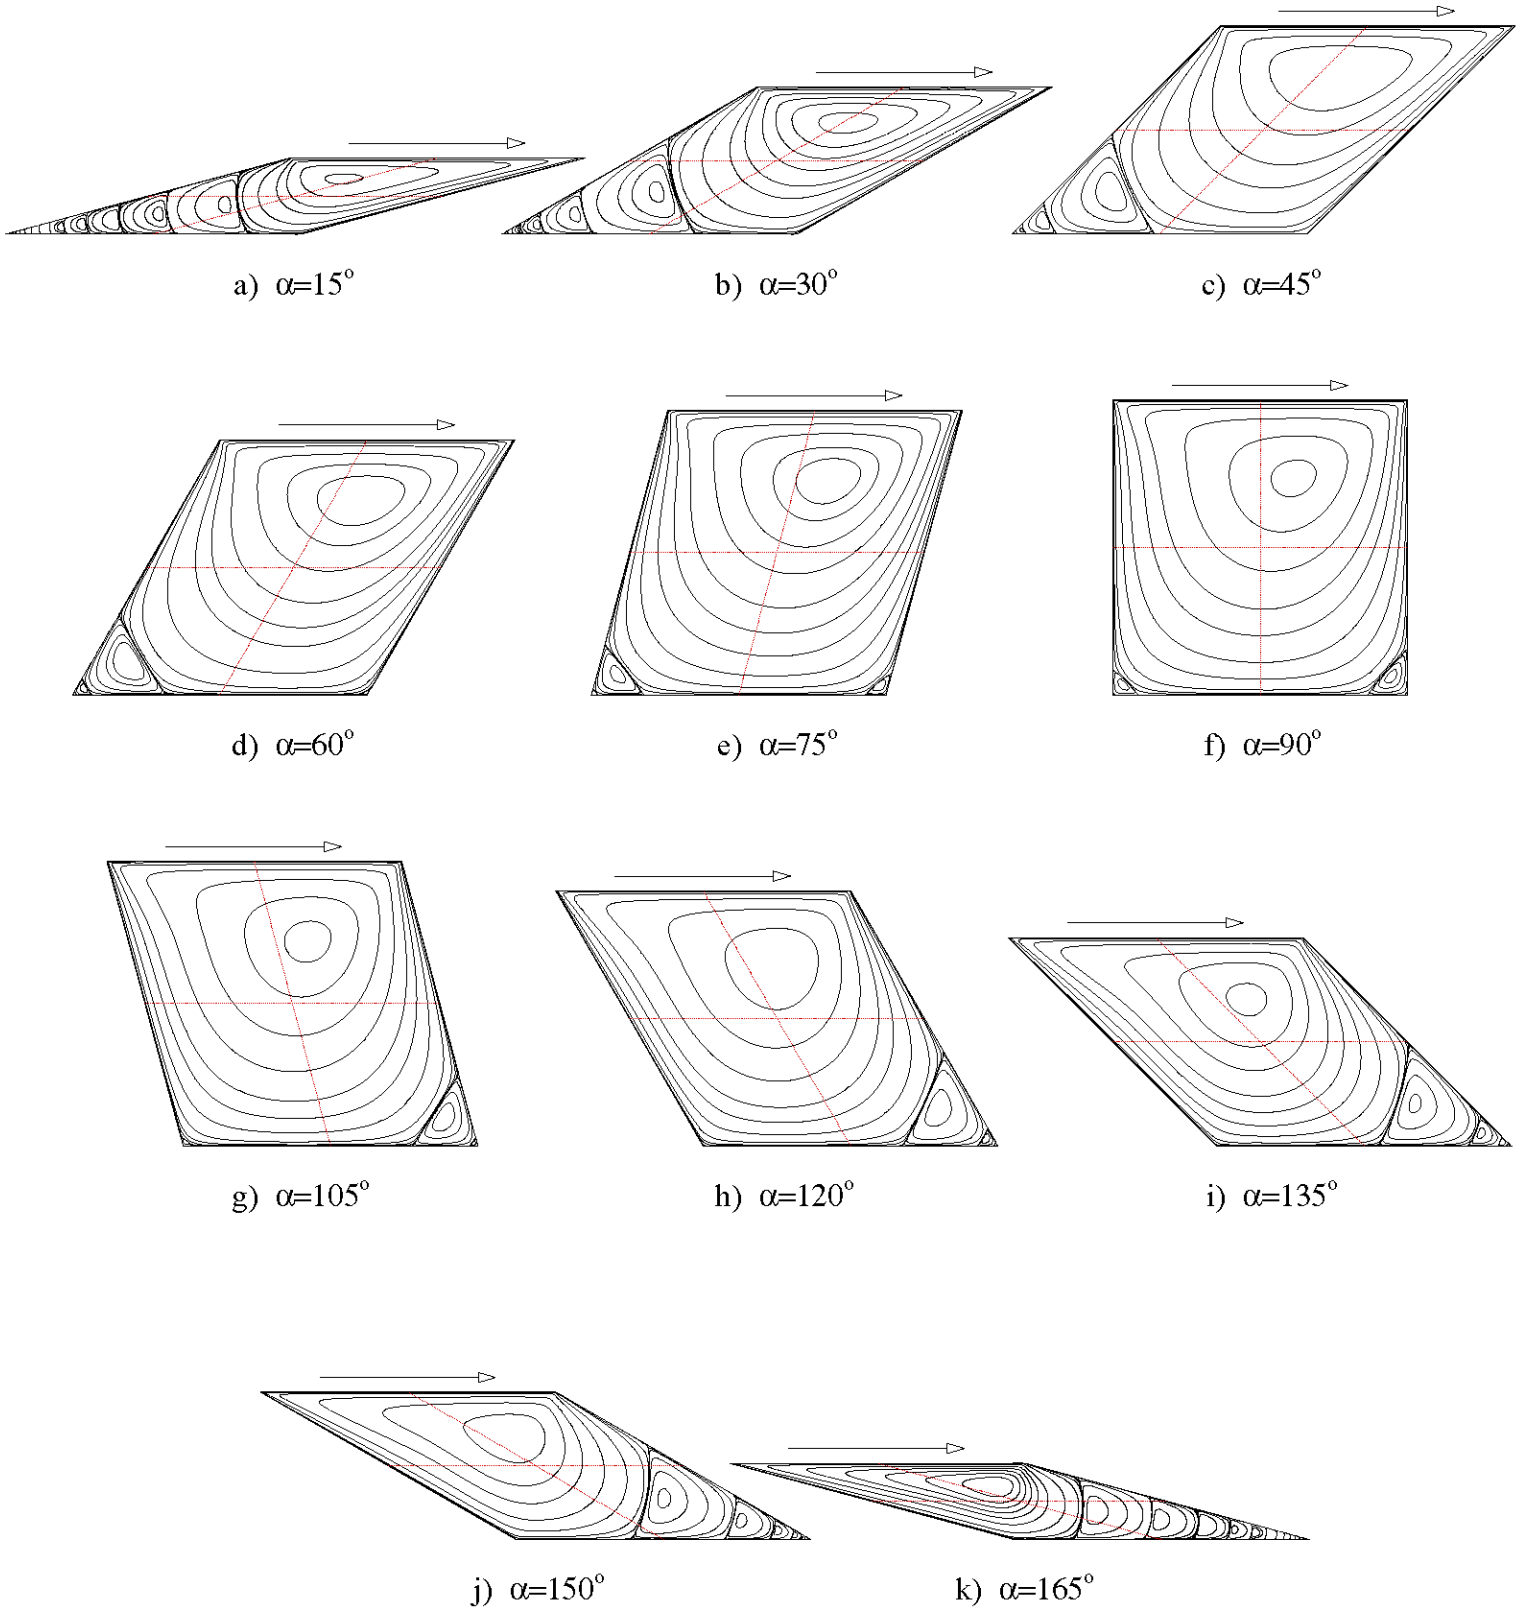 a) α=15°
b) α=30°
c) α=45°
d) α=60°
e) α=75°
f) α=90°
g) α=105°
h) α=120°
i) α=135°
j) α=150°
k) α=165°